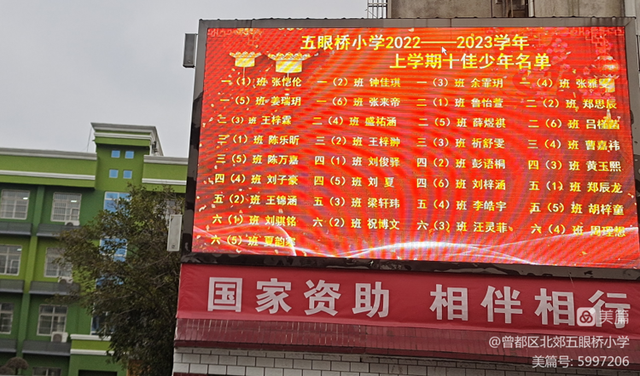 五眼桥小学2022——2023学年
上学期十佳少年名单
一（1）班 张恺伦 一（2）班 钟佳琪 一（3）班 余霏玥 一（4）班 张雅雯
一（5）班 姜瑞玥 一（6）班 张来帝 二（1）班 鲁怡萱 二（2）班 郑思辰
二（3）班 王梓霖 二（4）班 盛祐涵 二（5）班 薛煜祺 二（6）班 吕槿
三（1）班 陈乐昕 三（2）班 王梓翀 三（3）班 祈舒雯 三（4）班 曹嘉祎
三（5）班 陈万嘉 四（1）班 刘俊驿 四（2）班 彭语桐 四（3）班 黄玉熙
四（4）班 刘子豪 四（5）班 刘夏 四（6）班 刘梓涵 五（1）班 郑辰龙
五（2）班 王锦涵 五（3）班 梁轩玮 五（4）班 李皓宇 五（5）班 胡梓童
六（1）班 刘骐铭 六（2）班 祝博文 六（3）班 汪灵菲 六（4）班 周理想
六（5）班 夏韵寒
国家资助 相伴相行
美篇
@曾都区北郊五眼桥小学
美篇号: 5997206